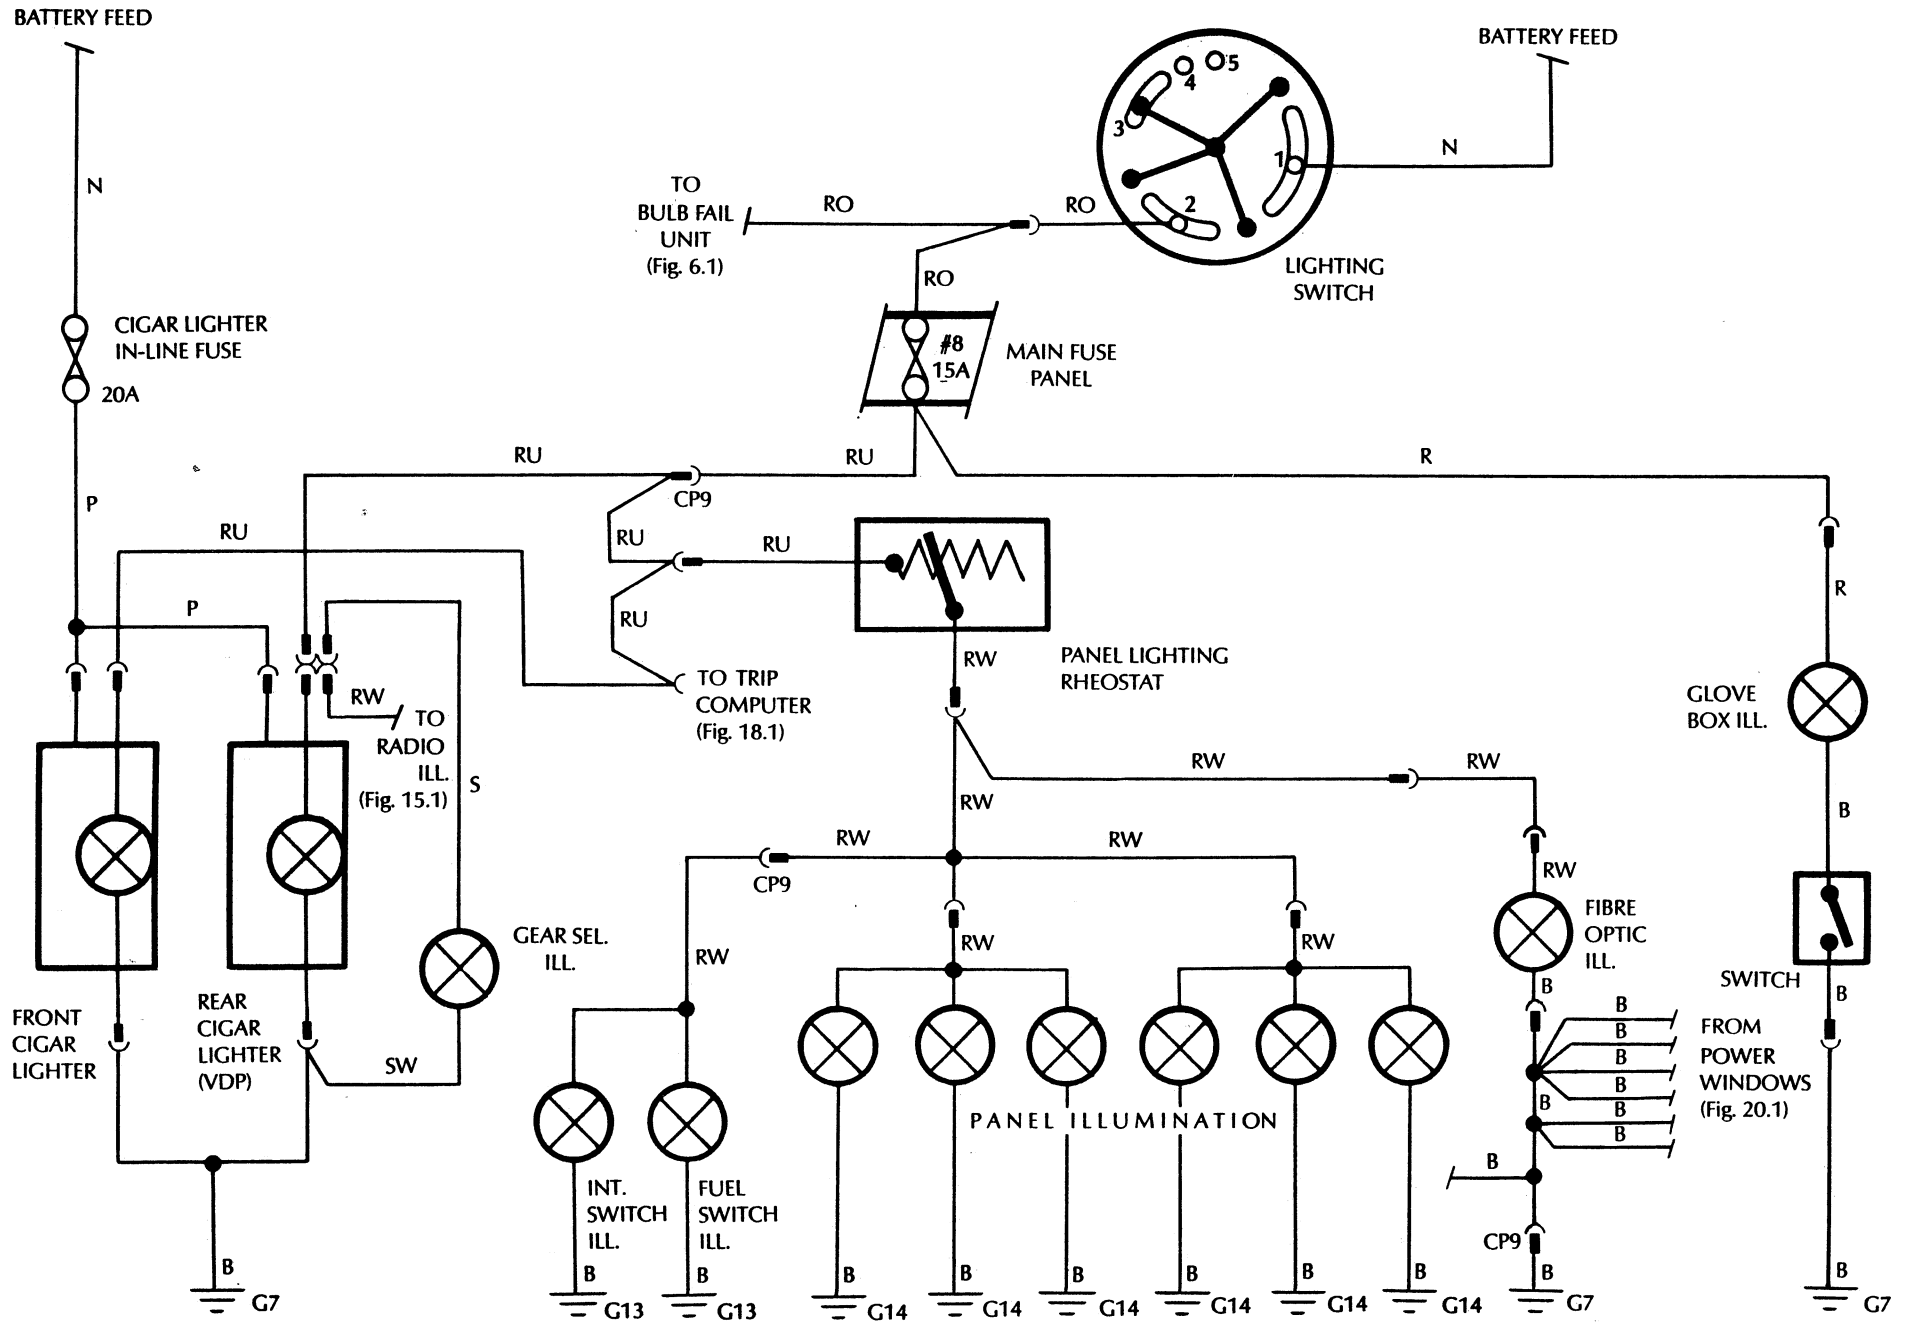 BATTERY FEED
BATTERY FEED
5
4
3
1
2
N
N
TO
BULB FAIL
UNIT
(Fig. 6.1)
RO
RO
RO
LIGHTING
SWITCH
CIGAR LIGHTER
IN-LINE FUSE
20A
#8
15A
MAIN FUSE
PANEL
RU
RU
R
P
CP9
RU
RU
RU
R
P
RU
RW
PANEL LIGHTING
RHEOSTAT
TO TRIP
COMPUTER
(Fig. 18.1)
RW
TO
RADIO
ILL.
(Fig. 15.1)
S
GLOVE
BOX ILL.
RW
RW
RW
B
RW
RW
CP9
RW
GEAR SEL.
ILL.
RW
RW
RW
FIBRE
OPTIC
ILL.
SWITCH
B
B
FRONT
CIGAR
LIGHTER
REAR
CIGAR
LIGHTER
(VDP)
SW
B
B
B
B
B
B
B
FROM
POWER
WINDOWS
(Fig. 20.1)
PANEL ILLUMINATION
B
INT.
SWITCH
ILL.
FUEL
SWITCH
ILL.
CP9
B
B
B
B
B
B
B
B
B
B
B
G7
G13
G13
G14
G14
G14
G14
G14
G14
G7
G7